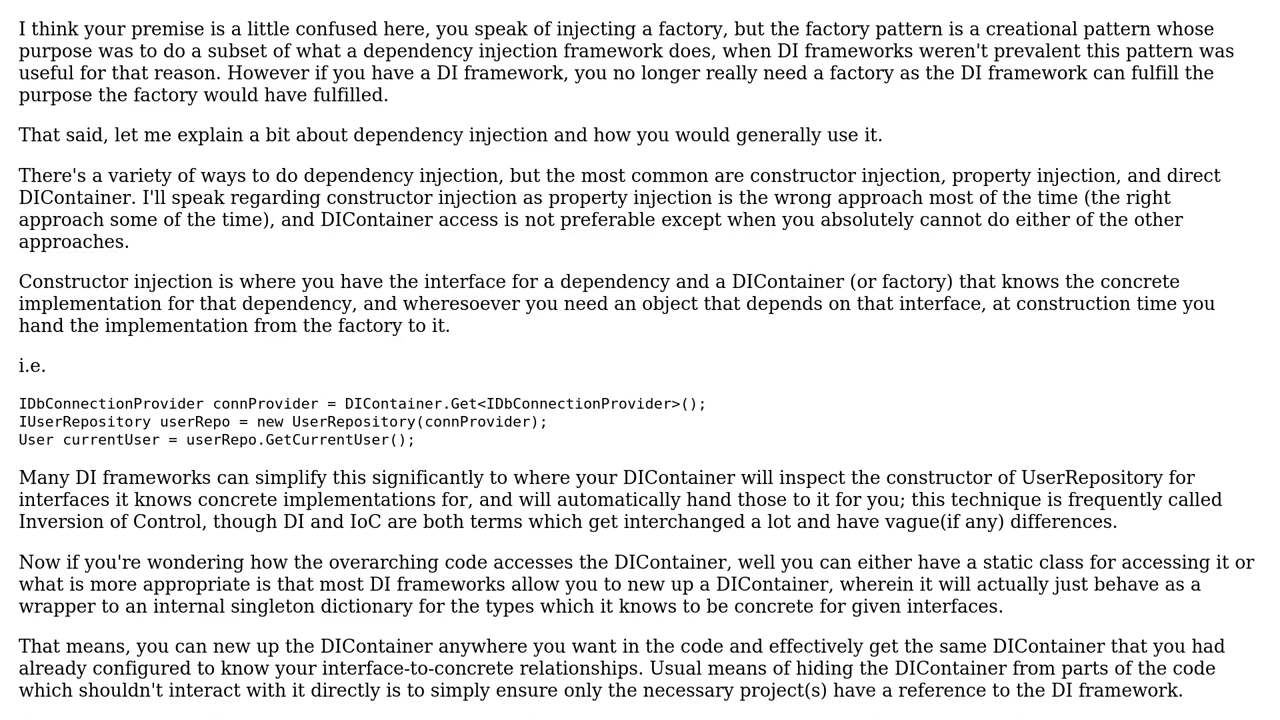 I think your premise is a little confused here, you speak of injecting a factory, but the factory pattern is a creational pattern whose
purpose was to do a subset of what a dependency injection framework does, when DI frameworks weren't prevalent this pattern was
useful for that reason. However if you have a DI framework, you no longer really need a factory as the DI framework can fulfill the
purpose the factory would have fulfilled.
That said, let me explain a bit about dependency injection and how you would generally use it.
There's a variety of ways to do dependency injection, but the most common are constructor injection, property injection, and direct
DIContainer. I'll speak regarding constructor injection as property injection is the wrong approach most of the time (the right
approach some of the time), and DIContainer access is not preferable except when you absolutely cannot do either of the other
approaches.
Constructor injection is where you have the interface for a dependency and a DIContainer (or factory) that knows the concrete
implementation for that dependency, and wheresoever you need an object that depends on that interface, at construction time you
hand the implementation from the factory to it.
i.e.
IDbConnectionProvider connProvider = DIContainer.Get<IDbConnectionProvider>();
IUserRepository userRepo = new UserRepository(connProvider);
User currentUser = userRepo.GetCurrentUser();
Many DI frameworks can simplify this significantly to where your DIContainer will inspect the constructor of UserRepository for
interfaces it knows concrete implementations for, and will automatically hand those to it for you; this technique is frequently called
Inversion of Control, though DI and IoC are both terms which get interchanged a lot and have vague(if any) differences.
Now if you're wondering how the overarching code accesses the DIContainer, well you can either have a static class for accessing it or
what is more appropriate is that most DI frameworks allow you to new up a DIContainer, wherein it will actually just behave as a
wrapper to an internal singleton dictionary for the types which it knows to be concrete for given interfaces.
That means, you can new up the DIContainer anywhere you want in the code and effectively get the same DIContainer that you had
already configured to know your interface-to-concrete relationships. Usual means of hiding the DIContainer from parts of the code
which shouldn't interact with it directly is to simply ensure only the necessary project(s) have a reference to the DI framework.